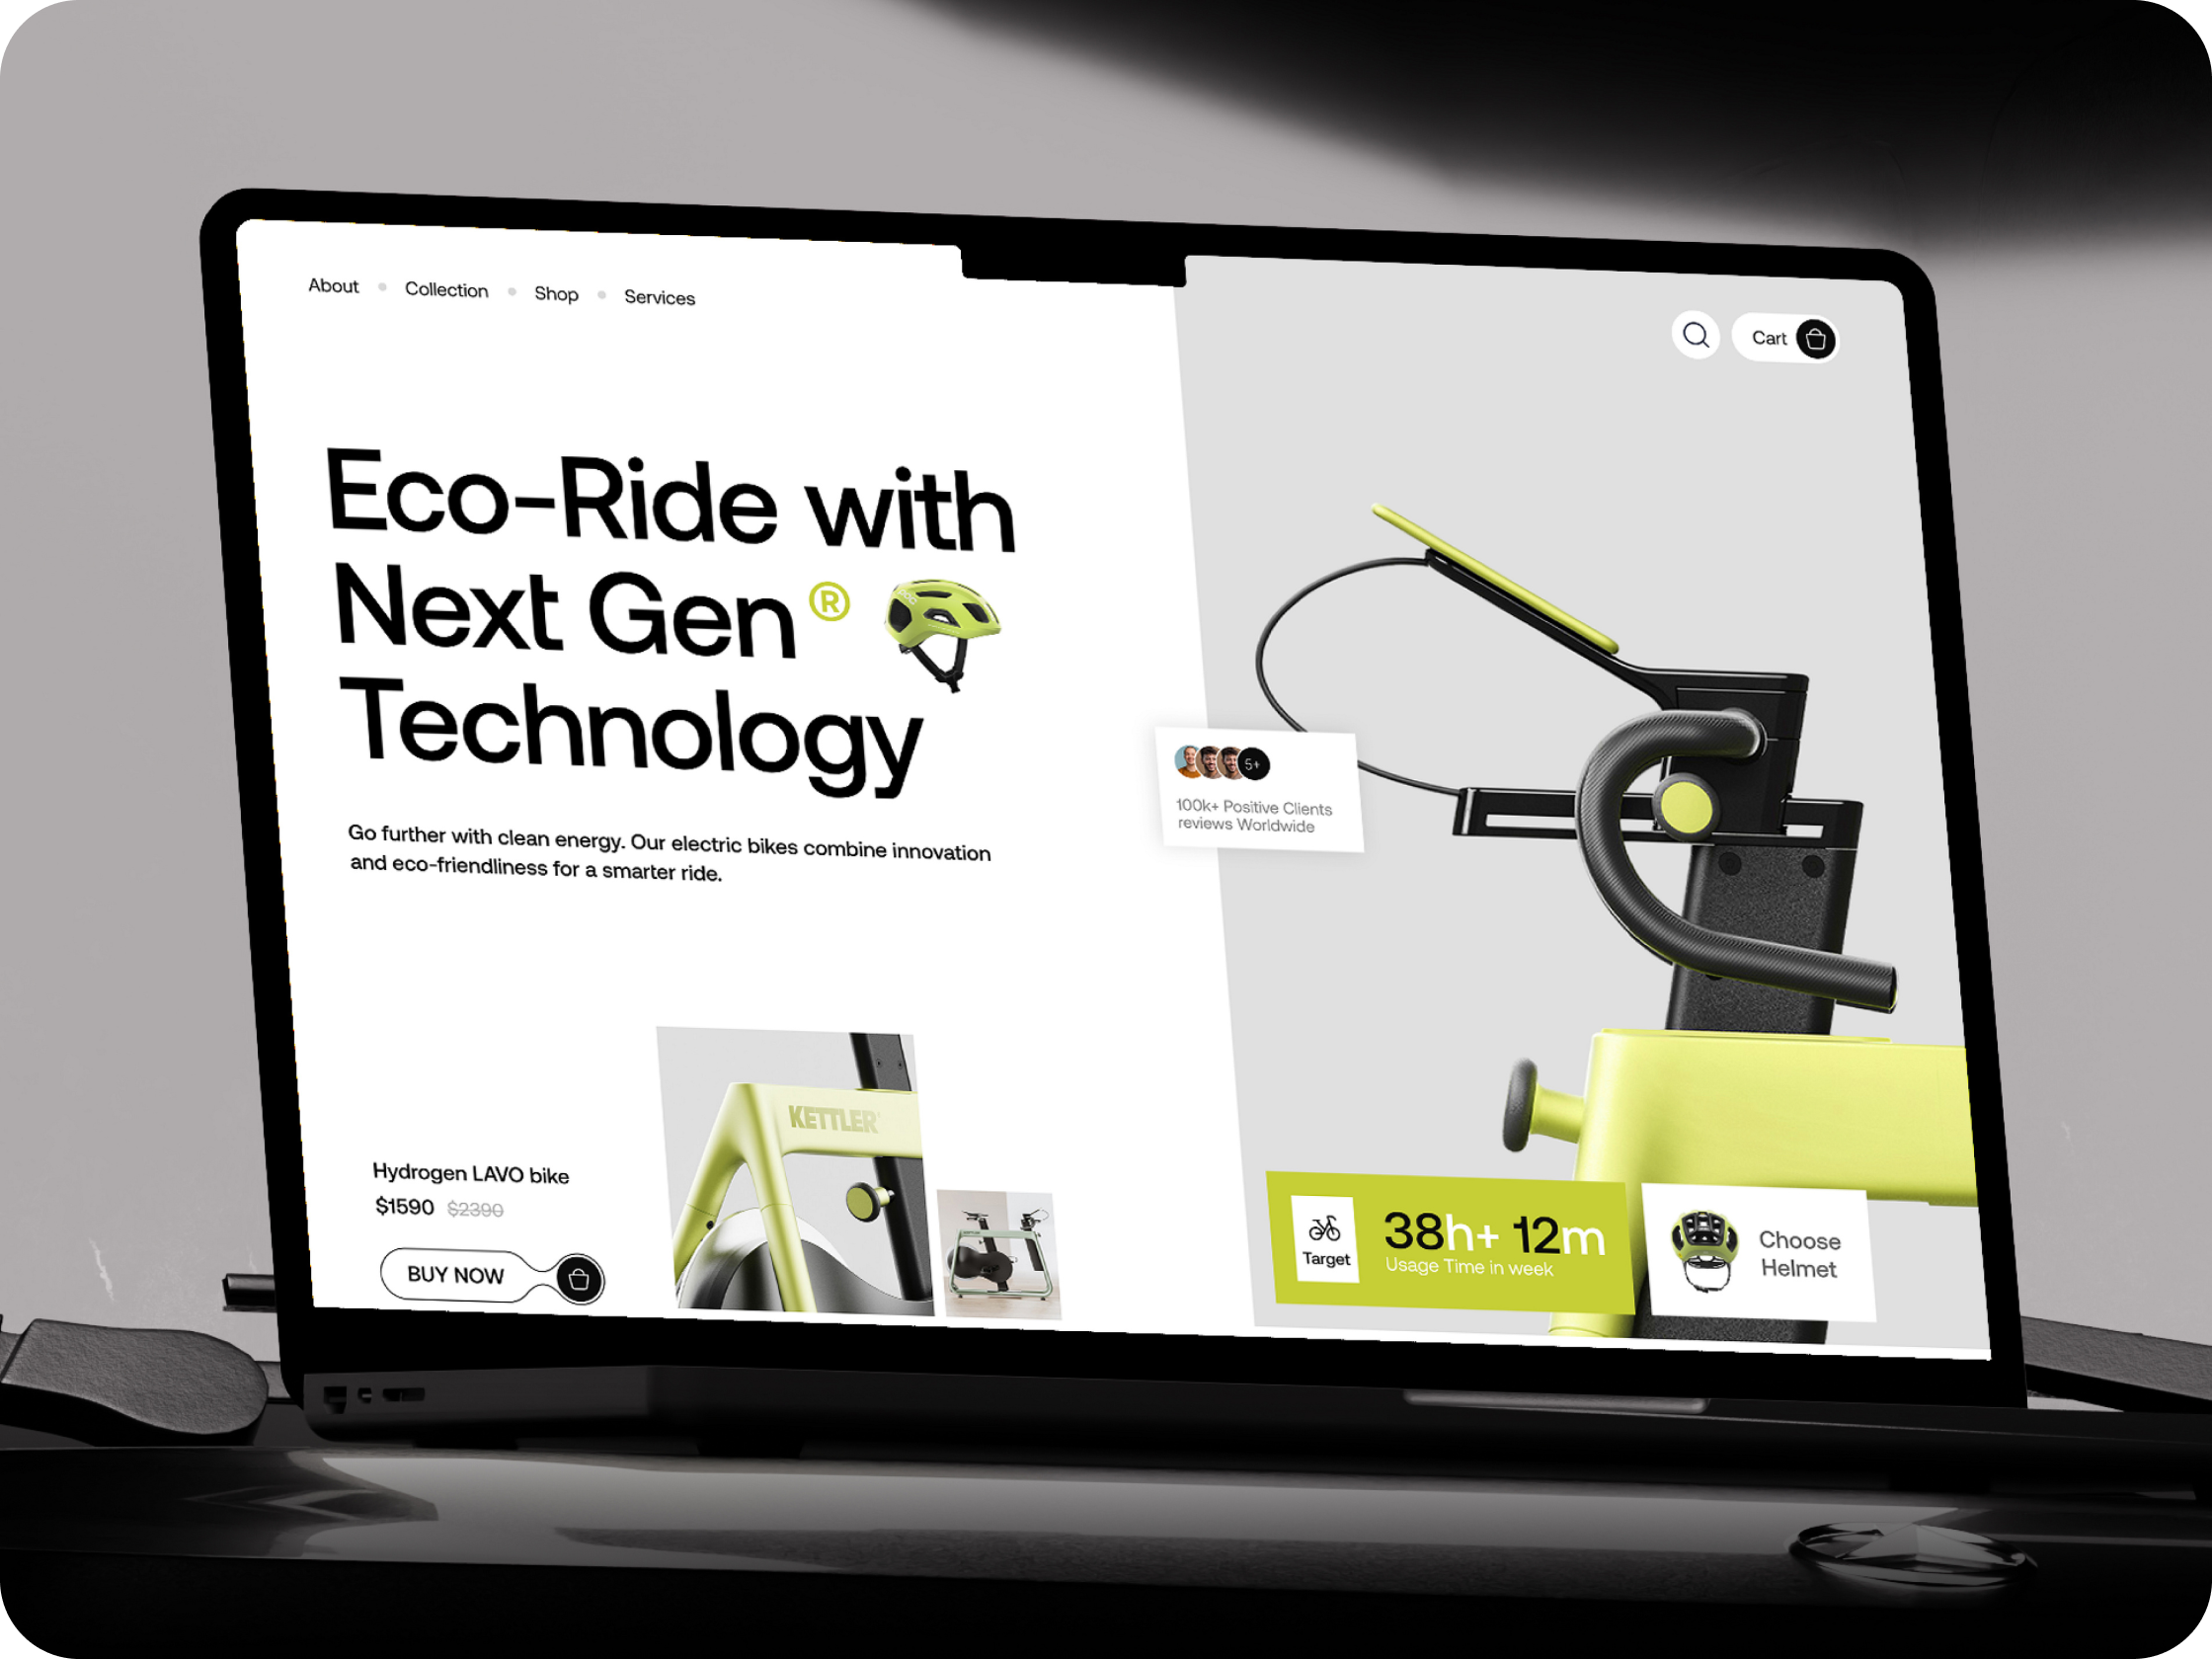 About
Collection
Shop
Services
Cart
Eco-Ride with
Next Gen®
Technology
Go further with clean energy. Our electric bikes combine innovation
and eco-friendliness for a smarter ride.
5+
100k+ Positive Clients
reviews Worldwide
KETTLER
Hydrogen LAVO bike
$1590 $2390
BUY NOW
Target
38h+ 12m
Usage Time in week
Choose
Helmet